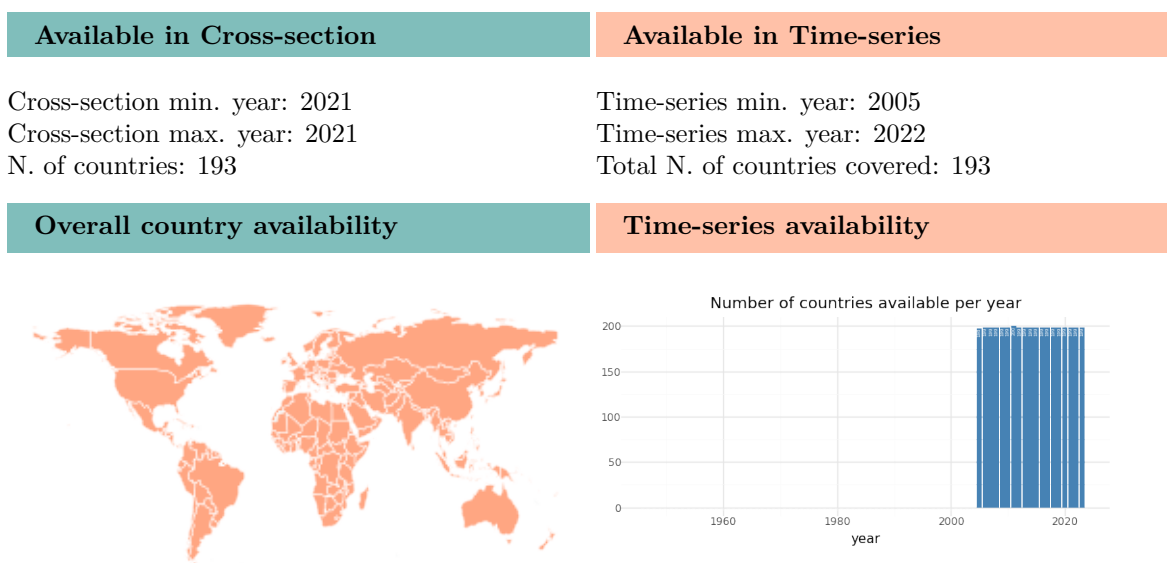 Available in Cross-section
Cross-section min. year: 2021
Cross-section max. year: 2021
N. of countries: 193
Available in Time-series
Time-series min. year: 2005
Time-series max. year: 2022
Total N. of countries covered: 193
Overall country availability
Time-series availability
Number of countries available per year
200
150
100
50
0
1960 1980 2000 2020
year